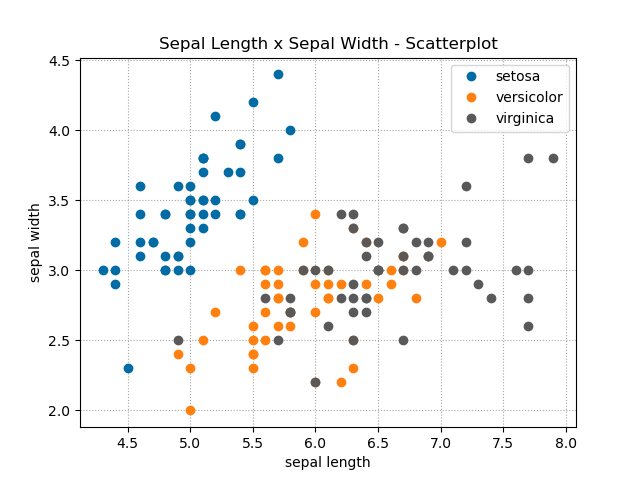 Sepal Length x Sepal Width - Scatterplot
setosa
versicolor
virginica
sepal width
4.5
4.0
3.5
3.0
2.5
2.0
4.5 5.0 5.5 6.0 6.5 7.0 7.5 8.0
sepal length